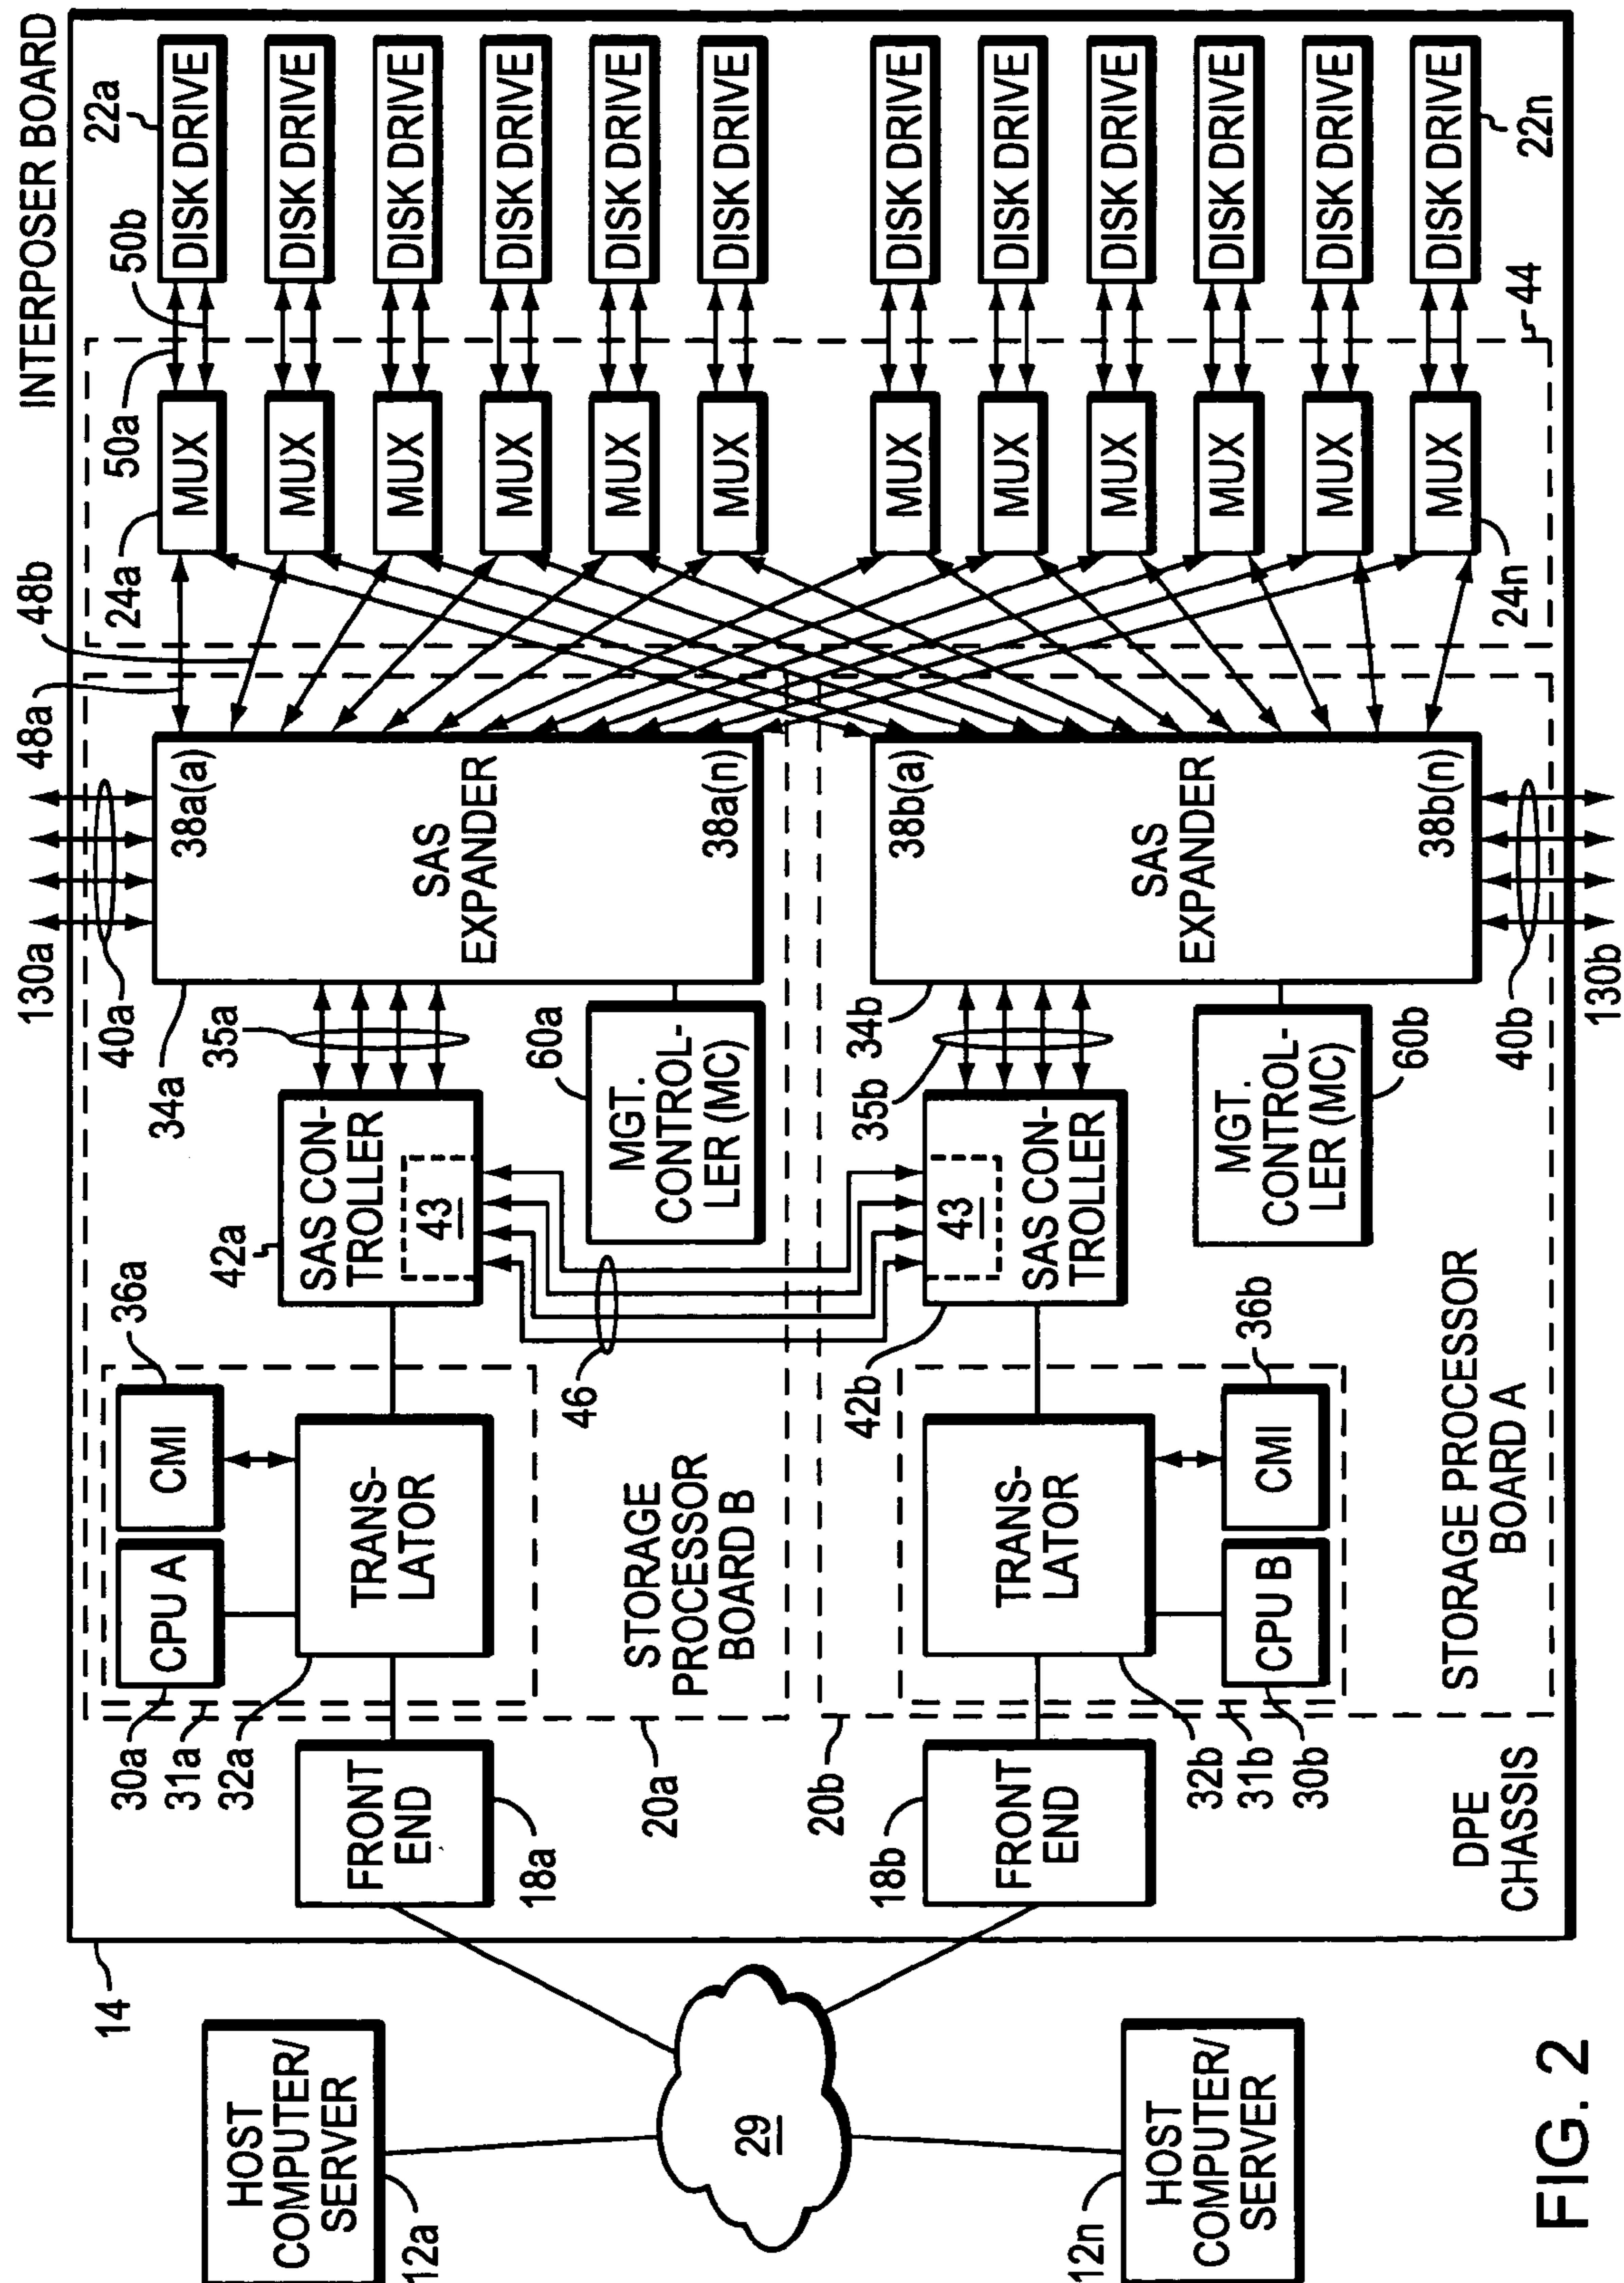 INTERPOSER BOARD
130a
40a
48a
48b
24a
50a
50b
22a
34a
35a
38a(a)
38a(n)
SAS
EXPANDER
MUX
DISK DRIVE
MUX
DISK DRIVE
MUX
DISK DRIVE
MUX
DISK DRIVE
MUX
DISK DRIVE
MUX
DISK DRIVE
MUX
DISK DRIVE
MUX
DISK DRIVE
MUX
DISK DRIVE
MUX
DISK DRIVE
MUX
DISK DRIVE
MUX
DISK DRIVE
24n
22n
44
14
HOST
COMPUTER/
SERVER
12a
29
HOST
COMPUTER/
SERVER
12n
FRONT
END
18a
FRONT
END
18b
30a
31a
32a
CPU A
CMI
36a
TRANS-
LATOR
42a
SAS CON-
TROLLER
43
60a
MGT.
CONTROL-
LER (MC)
46
STORAGE
PROCESSOR
BOARD B
20a
20b
42b
35b
34b
43
SAS CON-
TROLLER
TRANS-
LATOR
32b
31b
30b
CPU B
CMI
36b
38b(a)
38b(n)
SAS
EXPANDER
MGT.
CONTROL-
LER (MC)
60b
40b
130b
STORAGE PROCESSOR
BOARD A
DPE
CHASSIS
FIG. 2